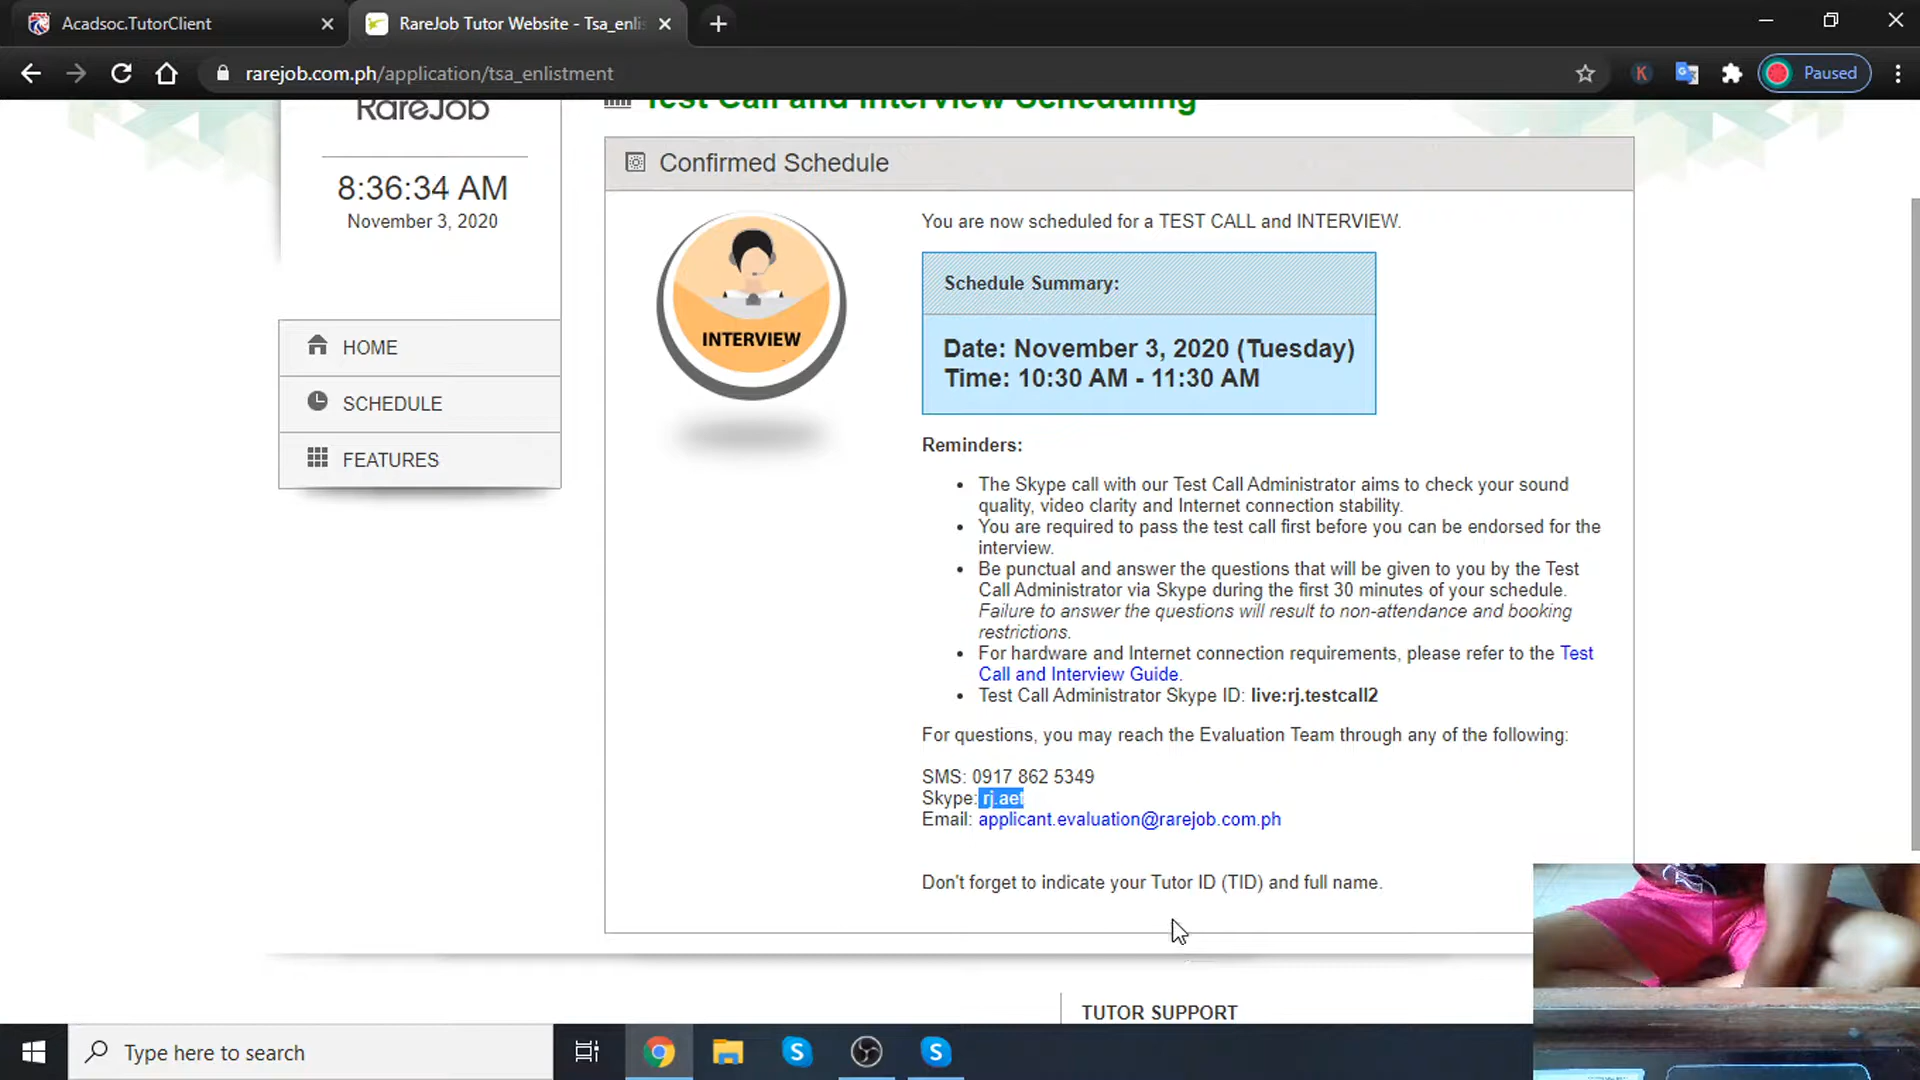 Acadsoc.TutorClient
RareJob Tutor Website - Tsa_enli
rarejob.com.ph/application/tsa_enlistment
K
Paused
RareJob
8:36:34 AM
November 3, 2020
HOME
SCHEDULE
FEATURES
Test Call and Interview Scheduling
Confirmed Schedule
INTERVIEW
You are now scheduled for a TEST CALL and INTERVIEW.
Schedule Summary:
Date: November 3, 2020 (Tuesday)
Time: 10:30 AM - 11:30 AM
Reminders:
The Skype call with our Test Call Administrator aims to check your sound
quality, video clarity and Internet connection stability.
You are required to pass the test call first before you can be endorsed for the
interview.
Be punctual and answer the questions that will be given to you by the Test
Call Administrator via Skype during the first 30 minutes of your schedule.
Failure to answer the questions will result to non-attendance and booking
restrictions.
For hardware and Internet connection requirements, please refer to the Test
Call and Interview Guide.
Test Call Administrator Skype ID: live:rj.testcall2
For questions, you may reach the Evaluation Team through any of the following:
SMS: 0917 862 5349
Skype: rj.aet
Email: applicant.evaluation@rarejob.com.ph
Don't forget to indicate your Tutor ID (TID) and full name.
TUTOR SUPPORT
Type here to search